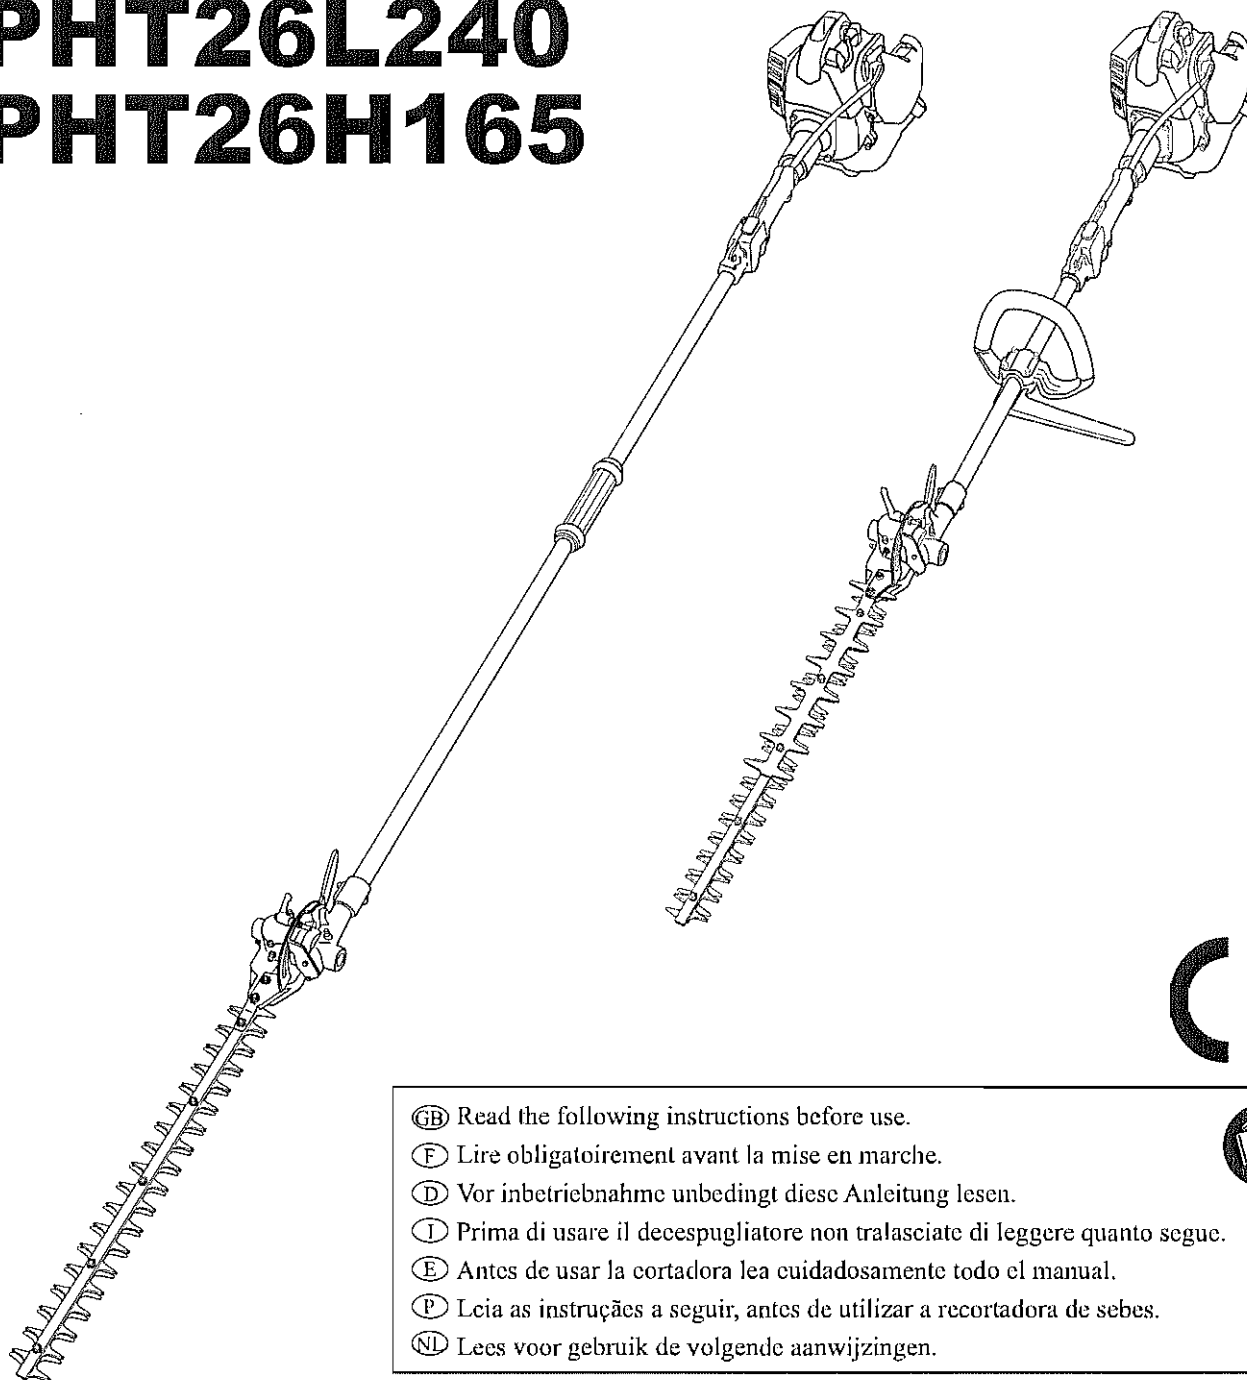 PHT26L240
PHT26H165
GB Read the following instructions before use.
F Lire obligatoirement avant la mise en marche.
D Vor inbetriebnahme unbedingt diese Anleitung lesen.
I Prima di usare il decespugliatore non tralasciate di leggere quanto segue.
E Antes de usar la cortadora lea cuidadosamente todo el manual.
P Leia as instruçães a seguir, antes de utilizar a recortadora de sebes.
NL Lees voor gebruik de volgende aanwijzingen.